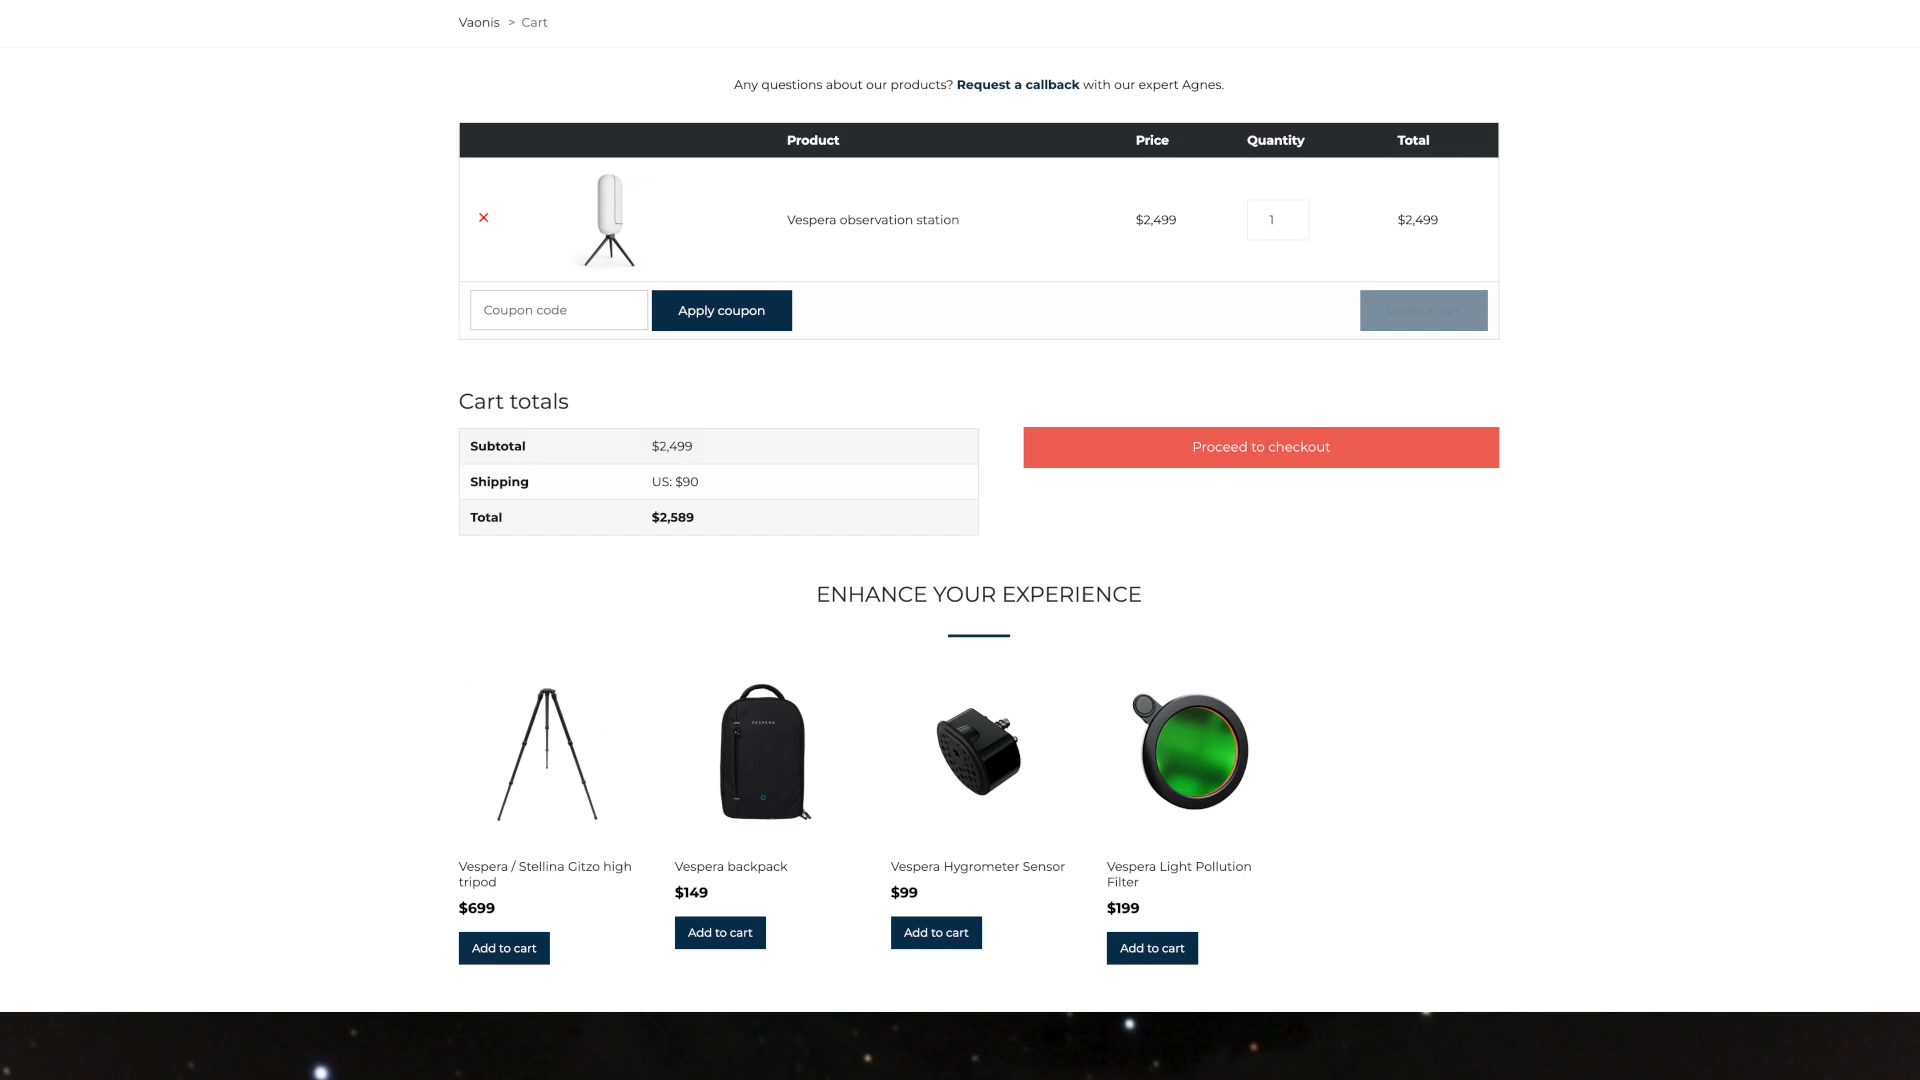 Vaonis > Cart
Any questions about our products? Request a callback with our expert Agnes.
Product Price Quantity Total
Vespera observation station $2,499 1 $2,499
Coupon code Apply coupon Update cart
Cart totals
Subtotal $2,499
Proceed to checkout
Shipping US: $90
Total $2,589
ENHANCE YOUR EXPERIENCE
VESPERA
Vespera / Stellina Gitzo high
tripod
$699
Add to cart
Vespera backpack
$149
Add to cart
Vespera Hygrometer Sensor
$99
Add to cart
Vespera Light Pollution
Filter
$199
Add to cart